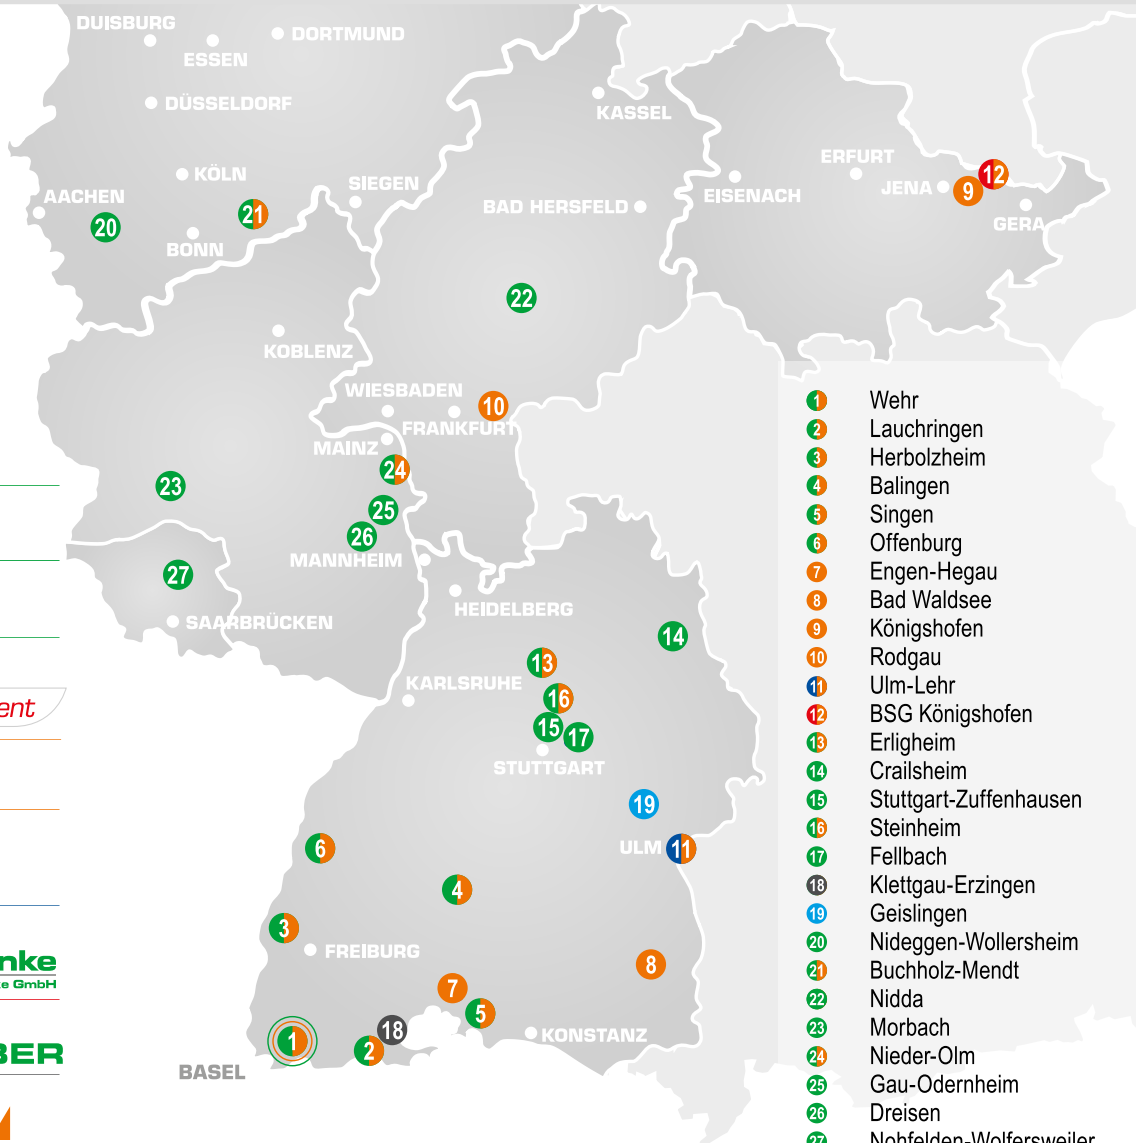 DUISBURG
DORTMUND
ESSEN
DÜSSELDORF
KASSEL
KÖLN
AACHEN
SIEGEN
20
21
BONN
BAD HERSFELD
ERFURT
EISENACH
JENA
9
12
GERA
22
KOBLENZ
WIESBADEN
10
FRANKFURT
MAINZ
24
23
25
26
MANNHEIM
27
SAARBRÜCKEN
HEIDELBERG
14
13
KARLSRUHE
16
15
17
STUTTGART
19
ULM
11
6
4
3
FREIBURG
8
7
5
18
KONSTANZ
1
2
BASEL
ent
nke
ke GmbH
BER
1 Wehr
2 Lauchringen
3 Herbolzheim
4 Balingen
5 Singen
6 Offenburg
7 Engen-Hegau
8 Bad Waldsee
9 Königshofen
10 Rodgau
11 Ulm-Lehr
12 BSG Königshofen
13 Erligheim
14 Crailsheim
15 Stuttgart-Zuffenhausen
16 Steinheim
17 Fellbach
18 Klettgau-Erzingen
19 Geislingen
20 Nideggen-Wollersheim
21 Buchholz-Mendt
22 Nidda
23 Morbach
24 Nieder-Olm
25 Gau-Odernheim
26 Dreisen
27 Nohfelden-Wolfersweiler